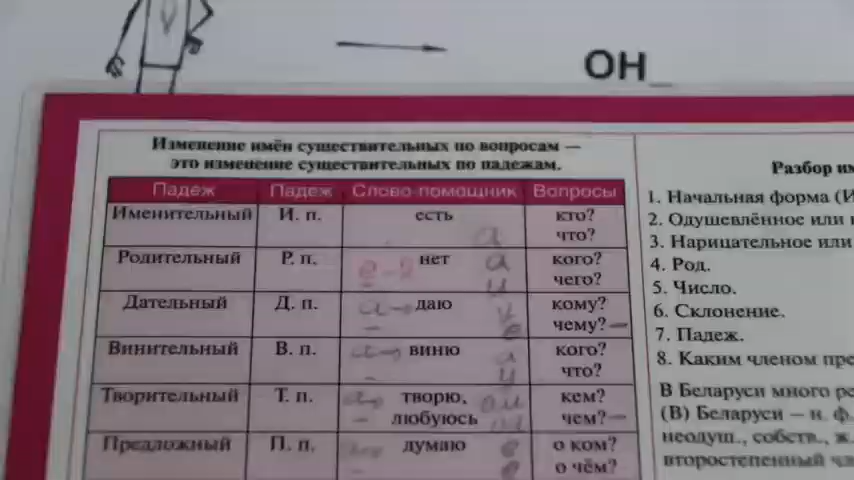 ОН_
Изменение имён существительных по вопросам —
это изменение существительных по падежам.
Падеж Падеж Слово-помощник Вопросы
Именительный И. п. есть кто?
что?
Родительный Р. п. нет кого?
чего?
Дательный Д. п. даю кому?
чему?
Винительный В. п. виню кого?
что?
Творительный Т. п. творю, кем?
любуюсь чем?
Предложный П. п. думаю о ком?
о чём?
Разбор
1. Начальная форма (И
2. Одушевлённое или
3. Нарицательное или
4. Род.
5. Число.
6. Склонение.
7. Падеж.
8. Каким членом
В Беларуси много
(В) Беларуси — н. ф.
неодуш., собств., ж.
второстепенный